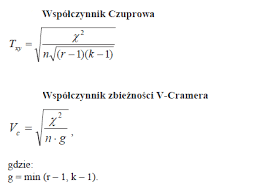 Współczynnik Czuprowa
T_xy = √(χ² / (n√((r−1)(k−1))))
Współczynnik zbieżności V-Cramera
V_c = √(χ² / (n · g)) ,
gdzie:
g = min (r – 1, k – 1).